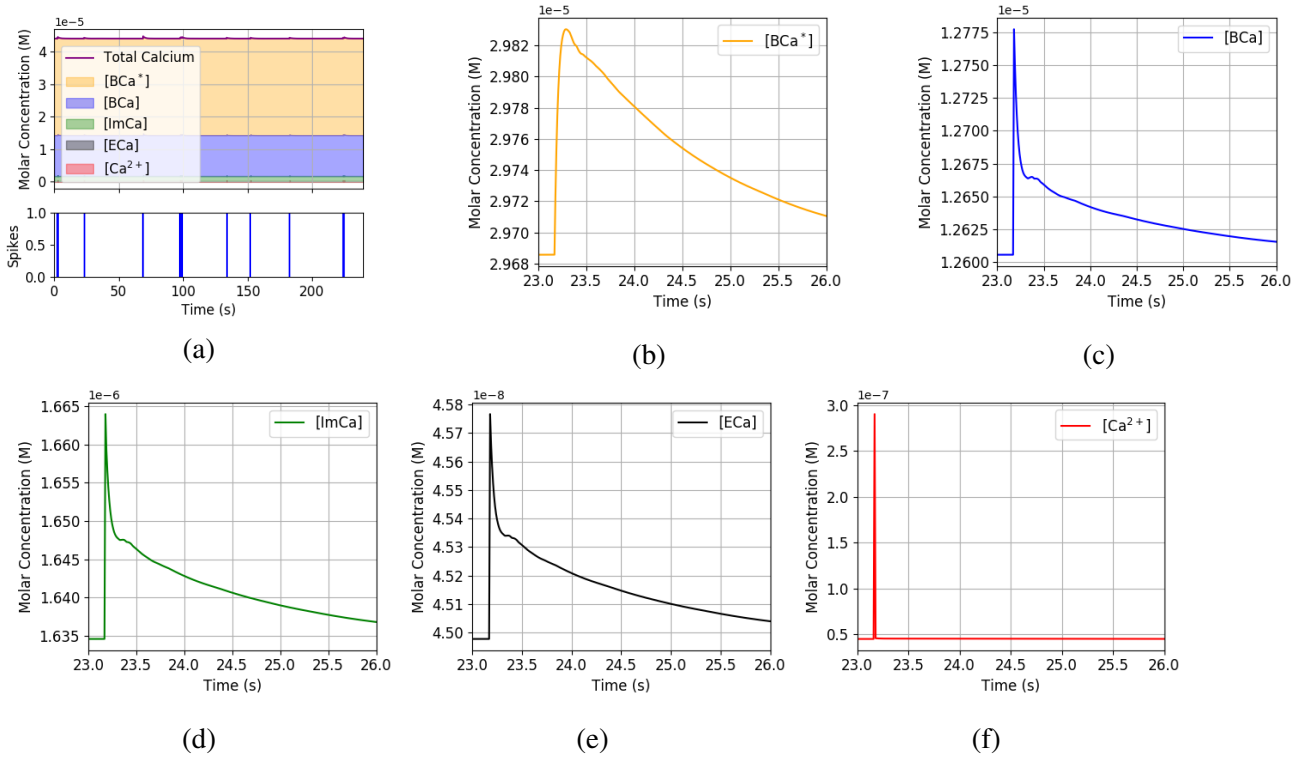 1e−5
Molar Concentration (M)
4
3
2
1
0
Total Calcium
[BCa*]
[BCa]
[ImCa]
[ECa]
[Ca²⁺]
Spikes
1.0
0.5
0.0
0 50 100 150 200
Time (s)
(a)
1e−5
Molar Concentration (M)
[BCa*]
2.982
2.980
2.978
2.976
2.974
2.972
2.970
2.968
23.0 23.5 24.0 24.5 25.0 25.5 26.0
Time (s)
(b)
1e−5
Molar Concentration (M)
[BCa]
1.2775
1.2750
1.2725
1.2700
1.2675
1.2650
1.2625
1.2600
23.0 23.5 24.0 24.5 25.0 25.5 26.0
Time (s)
(c)
1e−6
Molar Concentration (M)
[ImCa]
1.665
1.660
1.655
1.650
1.645
1.640
1.635
23.0 23.5 24.0 24.5 25.0 25.5 26.0
Time (s)
(d)
1e−8
Molar Concentration (M)
[ECa]
4.58
4.57
4.56
4.55
4.54
4.53
4.52
4.51
4.50
23.0 23.5 24.0 24.5 25.0 25.5 26.0
Time (s)
(e)
1e−7
Molar Concentration (M)
[Ca²⁺]
3.0
2.5
2.0
1.5
1.0
0.5
23.0 23.5 24.0 24.5 25.0 25.5 26.0
Time (s)
(f)